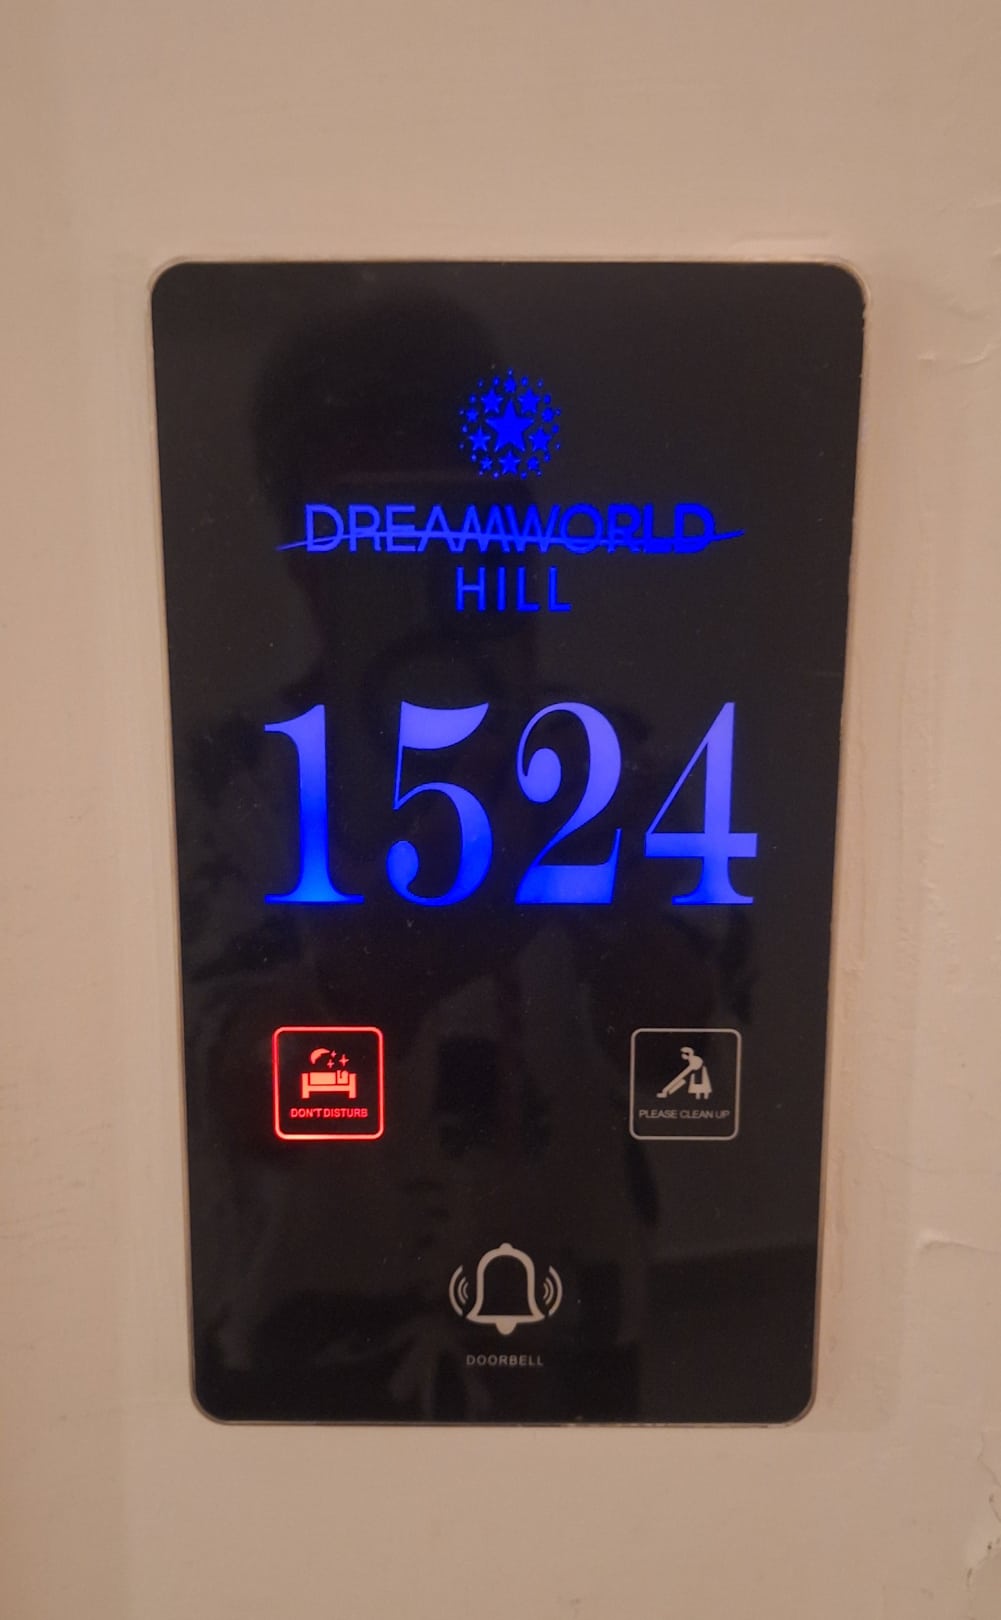 DREAMWORLD
HILL
1524
DON'T DISTURB
PLEASE CLEAN UP
DOORBELL